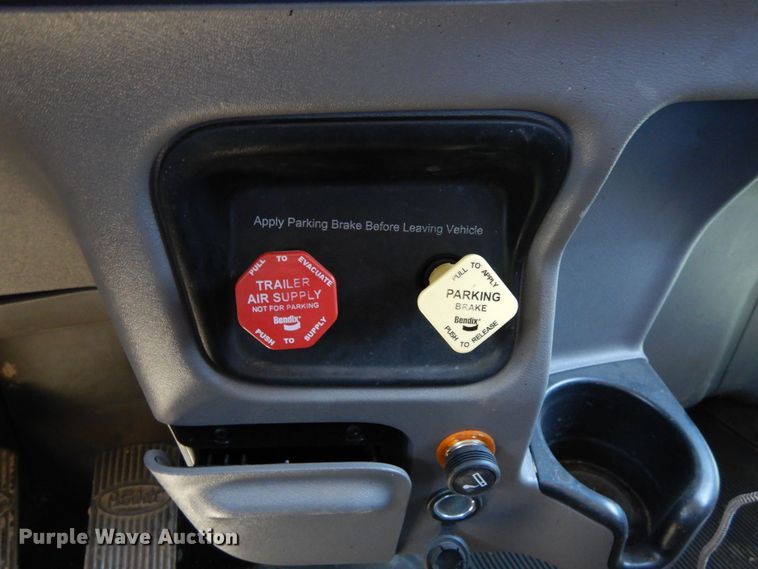 Apply Parking Brake Before Leaving Vehicle
PULL TO EVACUATE
TRAILER
AIR SUPPLY
NOT FOR PARKING
Bendix
PUSH TO SUPPLY
PULL TO APPLY
PARKING
BRAKE
Bendix
PUSH TO RELEASE
Purple Wave Auction